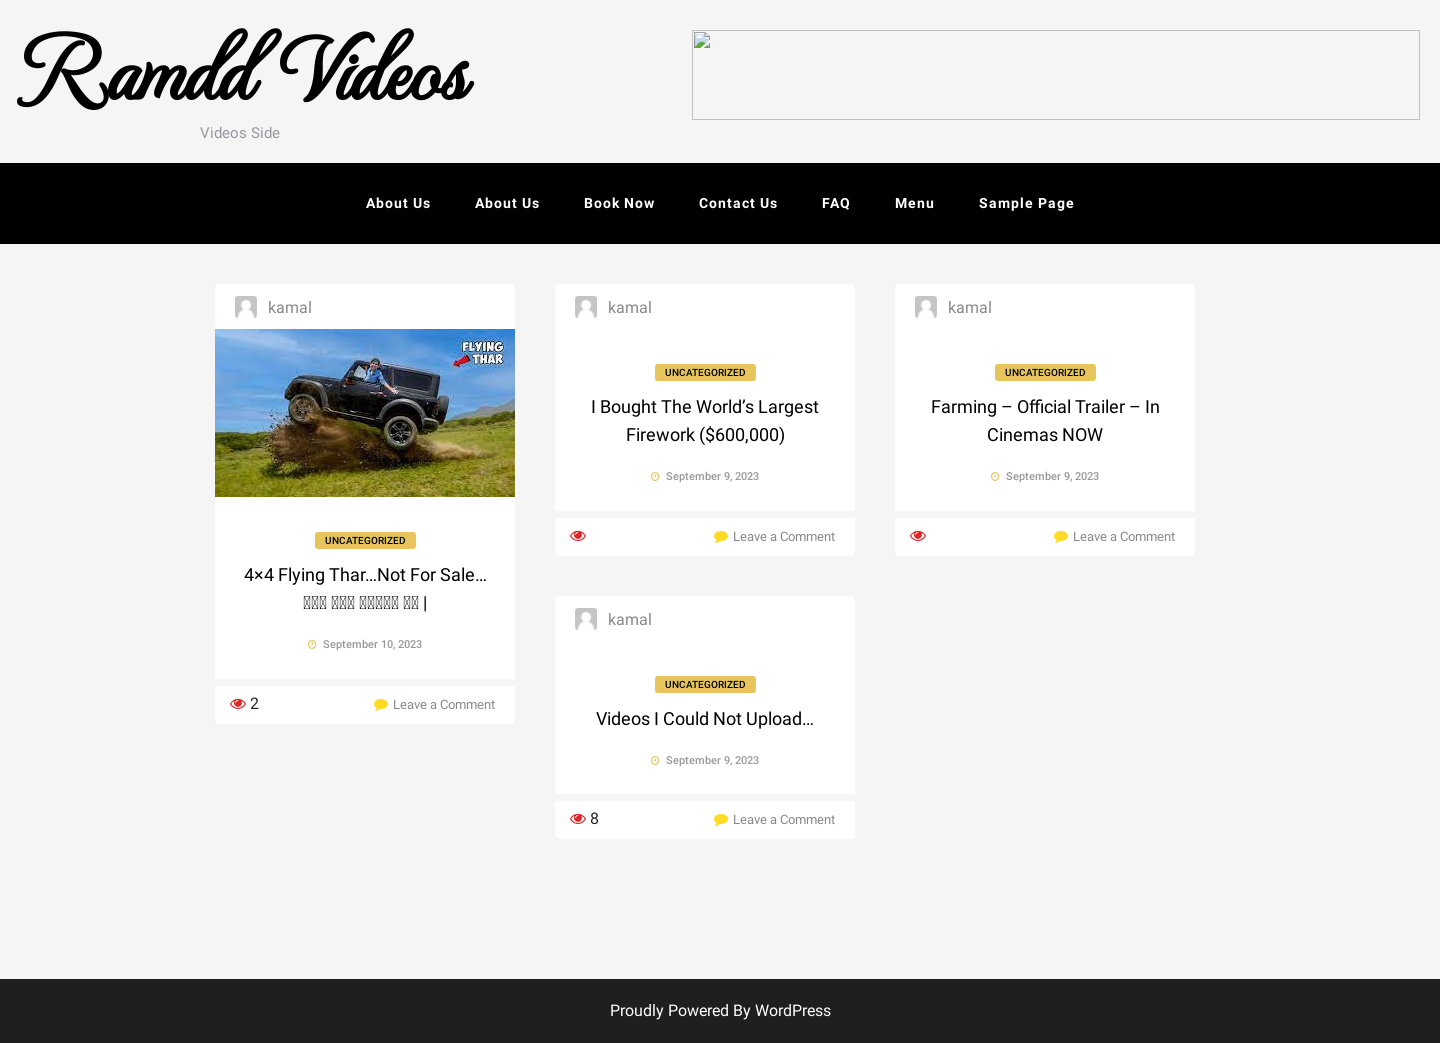 Ramdd Videos
Videos Side
About Us
About Us
Book Now
Contact Us
FAQ
Menu
Sample Page
kamal
FLYING
THAR
UNCATEGORIZED
4×4 Flying Thar…Not For Sale…
|
September 10, 2023
2
Leave a Comment
kamal
UNCATEGORIZED
I Bought The World’s Largest
Firework ($600,000)
September 9, 2023
Leave a Comment
kamal
UNCATEGORIZED
Farming – Official Trailer – In
Cinemas NOW
September 9, 2023
Leave a Comment
kamal
UNCATEGORIZED
Videos I Could Not Upload…
September 9, 2023
8
Leave a Comment
Proudly Powered By WordPress